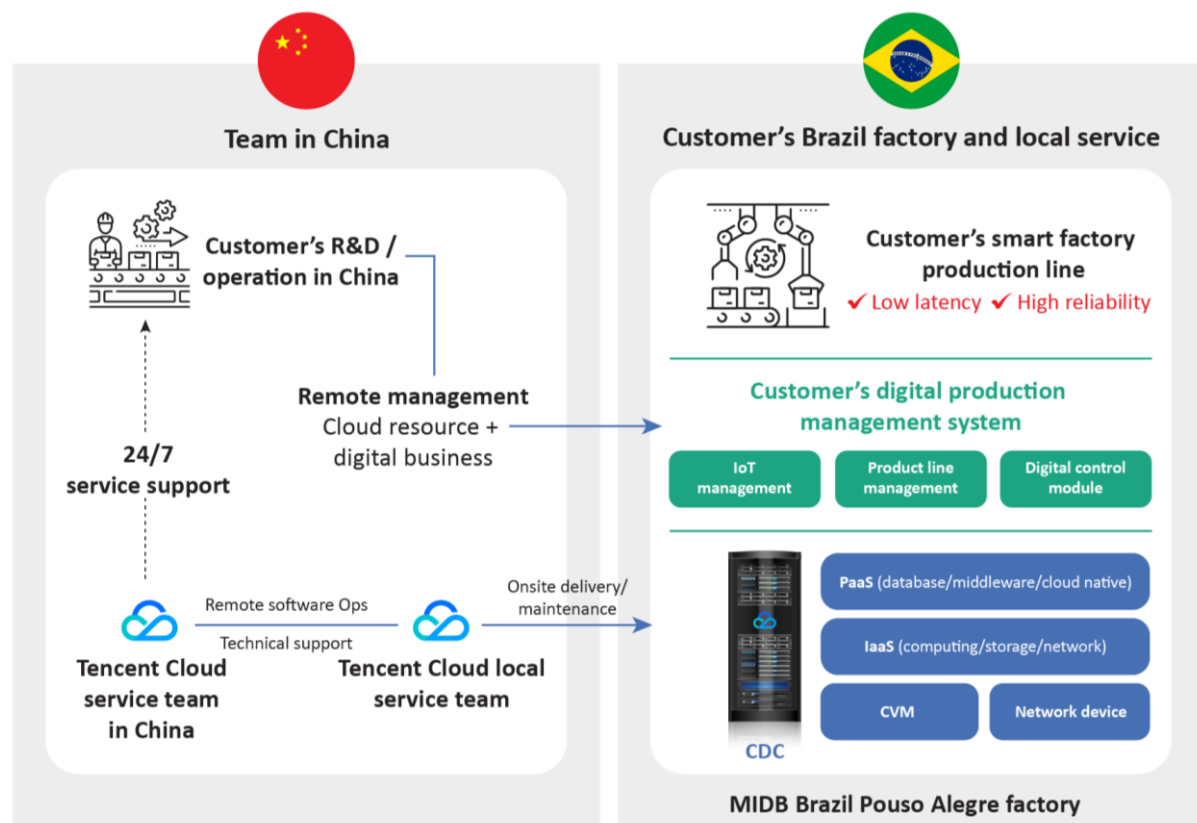 Team in China
Customer's R&D /
operation in China
Remote management
Cloud resource +
digital business
24/7
service support
Remote software Ops
Technical support
Onsite delivery/
maintenance
Tencent Cloud
service team
in China
Tencent Cloud local
service team
Customer's Brazil factory and local service
Customer's smart factory
production line
✓ Low latency ✓ High reliability
Customer's digital production
management system
IoT
management
Product line
management
Digital control
module
PaaS (database/middleware/cloud native)
IaaS (computing/storage/network)
CVM
Network device
CDC
MIDB Brazil Pouso Alegre factory